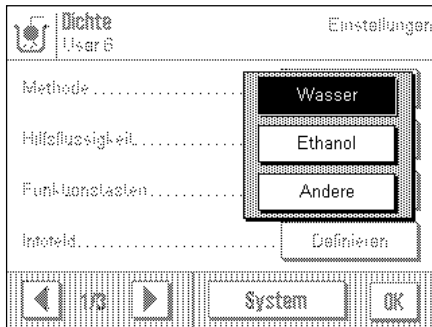 Dichte
User 6
Einstellungen
Methode
Wasser
Hilfsflüssigkeit
Ethanol
Funktionstasten
Andere
Infofeld
Definieren
1/3
System
OK